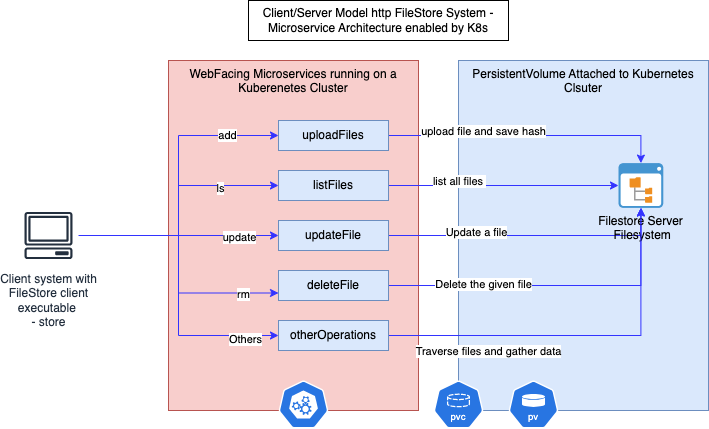 Client/Server Model http FileStore System -
Microservice Architecture enabled by K8s
WebFacing Microservices running on a
Kuberenetes Cluster
PersistentVolume Attached to Kubernetes
Clsuter
add
uploadFiles
upload file and save hash
ls
listFiles
list all files
update
updateFile
Update a file
Filestore Server
Filesystem
rm
deleteFile
Delete the given file
Others
otherOperations
Traverse files and gather data
Client system with
FileStore client
executable
- store
pvc
pv